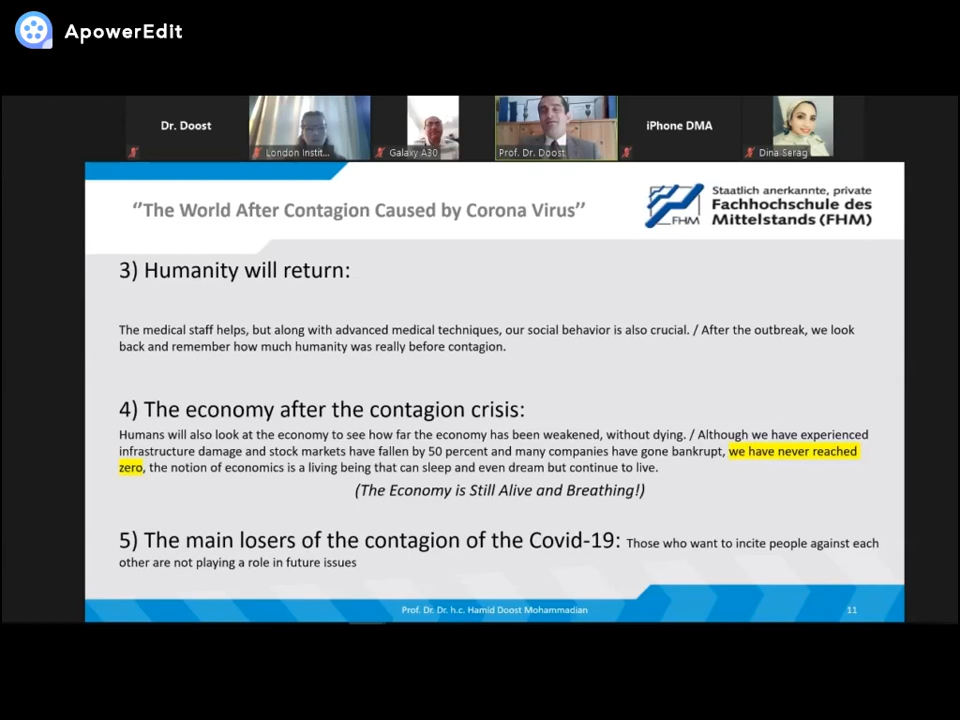 ApowerEdit
Dr. Doost
London Instit...
Galaxy A30
Prof. Dr. Doost
iPhone DMA
Dina Serag
‘’The World After Contagion Caused by Corona Virus’’
FHM
Staatlich anerkannte, private
Fachhochschule des
Mittelstands (FHM)
3) Humanity will return:
The medical staff helps, but along with advanced medical techniques, our social behavior is also crucial. / After the outbreak, we look
back and remember how much humanity was really before contagion.
4) The economy after the contagion crisis:
Humans will also look at the economy to see how far the economy has been weakened, without dying. / Although we have experienced
infrastructure damage and stock markets have fallen by 50 percent and many companies have gone bankrupt, we have never reached
zero, the notion of economics is a living being that can sleep and even dream but continue to live.
(The Economy is Still Alive and Breathing!)
5) The main losers of the contagion of the Covid-19: Those who want to incite people against each
other are not playing a role in future issues
Prof. Dr. Dr. h.c. Hamid Doost Mohammadian
11